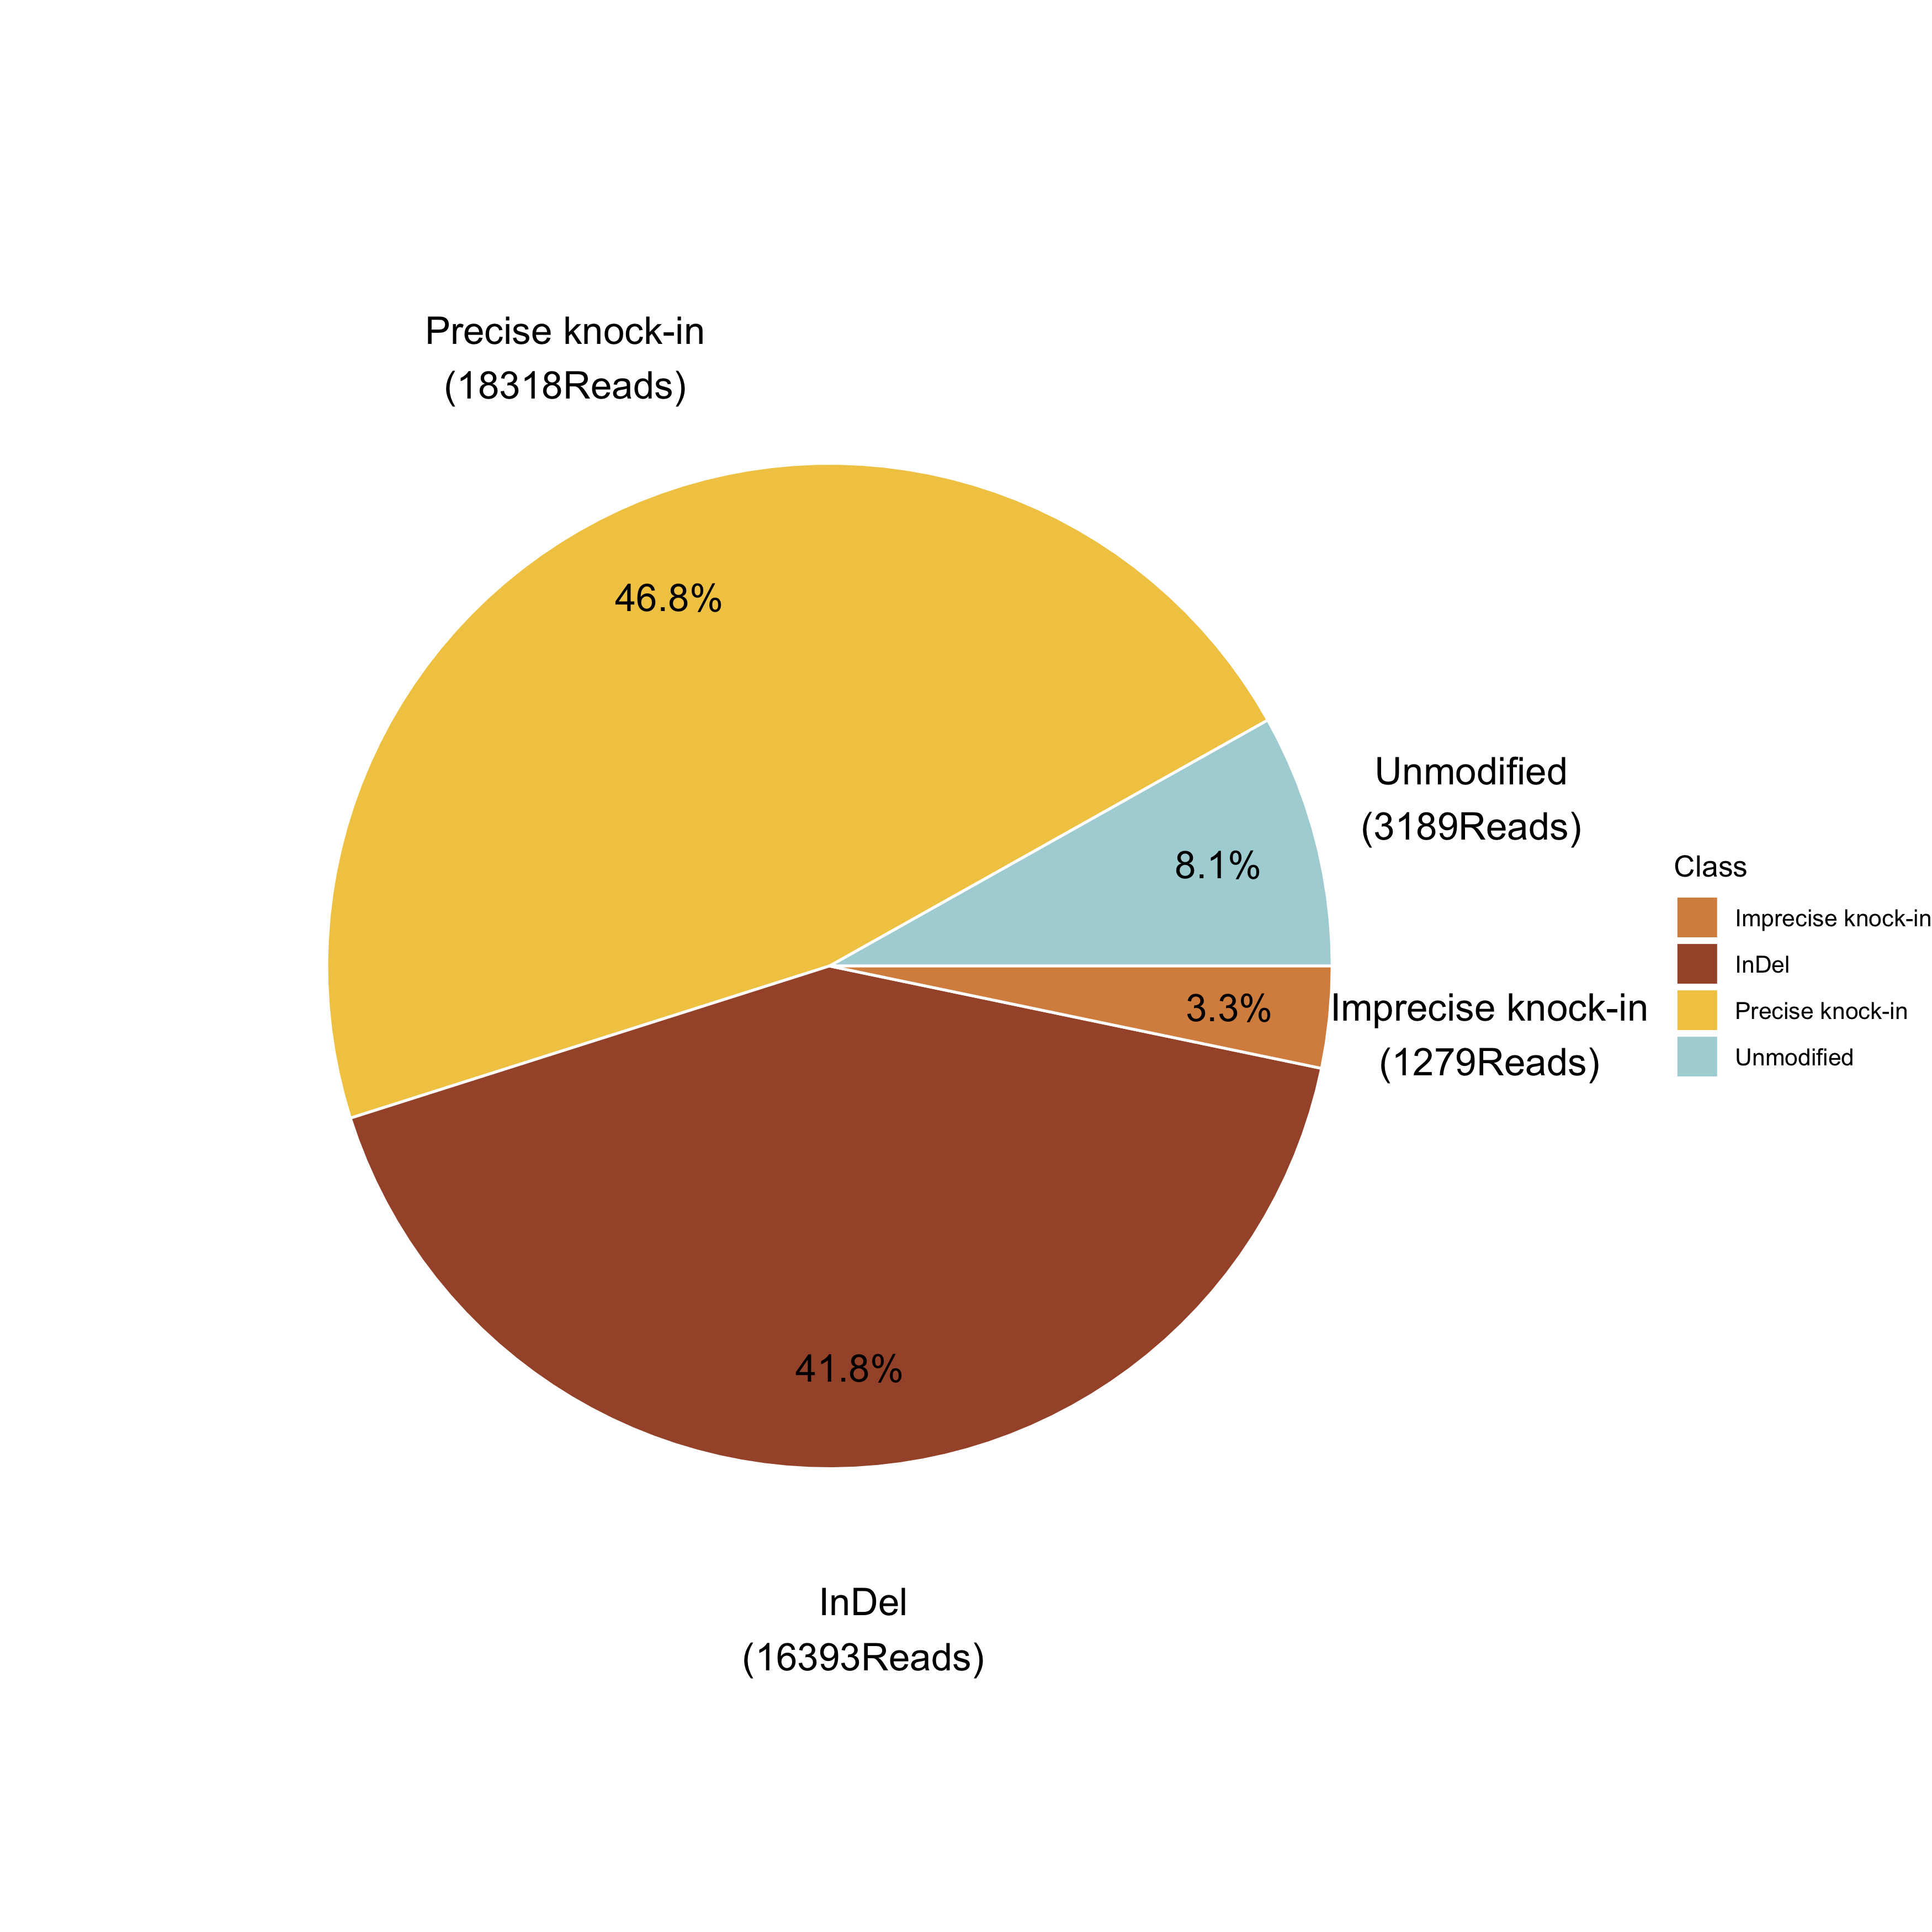 Precise knock-in
(18318Reads)
46.8%
Unmodified
(3189Reads)
8.1%
Class
Imprecise knock-in
InDel
Precise knock-in
Unmodified
3.3%
Imprecise knock-in
(1279Reads)
41.8%
InDel
(16393Reads)